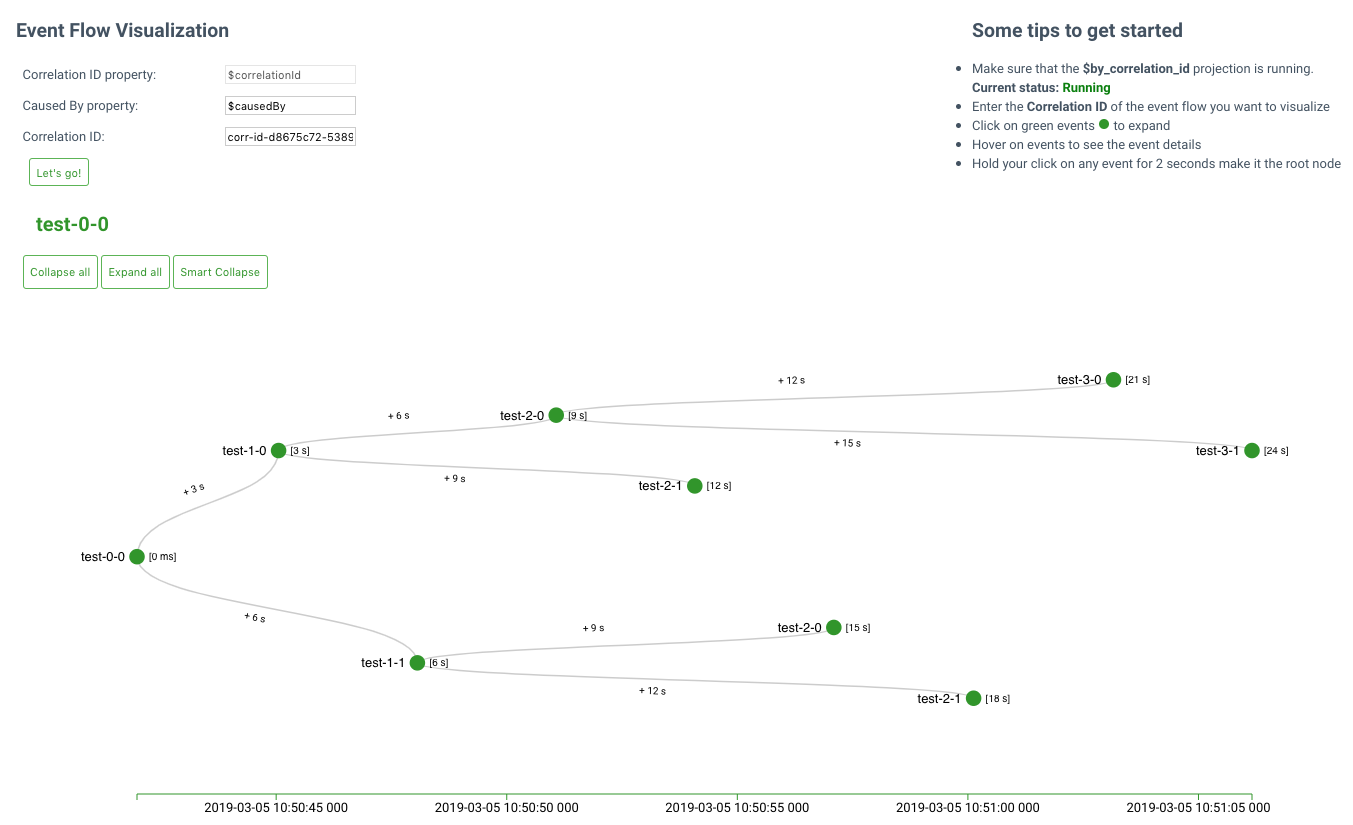 Event Flow Visualization
Correlation ID property: $correlationId
Caused By property: $causedBy
Correlation ID: corr-id-d8675c72-5389
Let's go!
Some tips to get started
Make sure that the $by_correlation_id projection is running.
Current status: Running
Enter the Correlation ID of the event flow you want to visualize
Click on green events to expand
Hover on events to see the event details
Hold your click on any event for 2 seconds make it the root node
test-0-0
Collapse all Expand all Smart Collapse
+ 12 s
test-3-0 [21 s]
+ 6 s
test-2-0 [9 s]
+ 15 s
test-1-0 [3 s]
test-3-1 [24 s]
+ 9 s
test-2-1 [12 s]
+ 3 s
test-0-0 [0 ms]
+ 6 s
+ 9 s
test-2-0 [15 s]
test-1-1 [6 s]
+ 12 s
test-2-1 [18 s]
2019-03-05 10:50:45 000
2019-03-05 10:50:50 000
2019-03-05 10:50:55 000
2019-03-05 10:51:00 000
2019-03-05 10:51:05 000